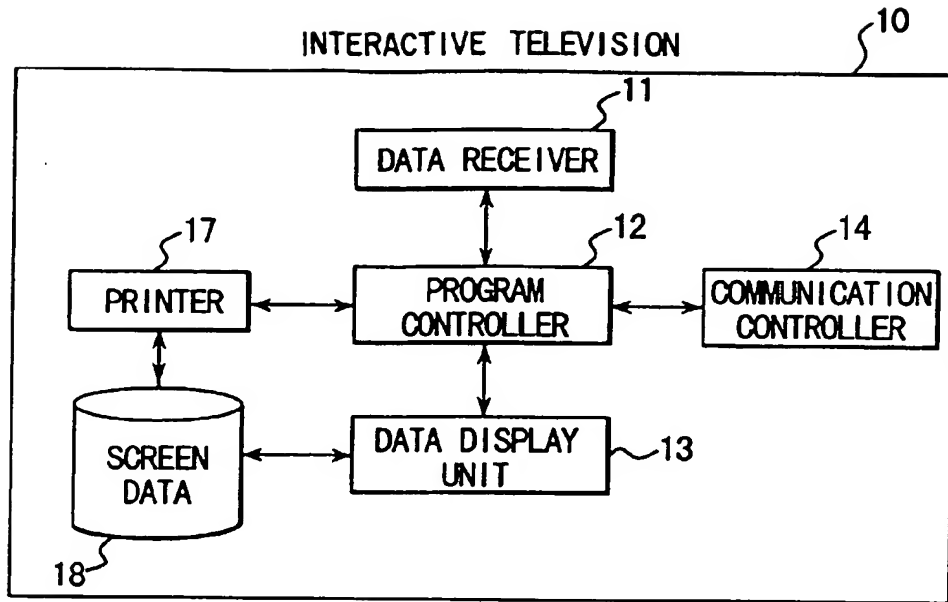 INTERACTIVE TELEVISION
10
11
DATA RECEIVER
17
12
14
PRINTER
PROGRAM
CONTROLLER
COMMUNICATION
CONTROLLER
SCREEN
DATA
DATA DISPLAY
UNIT
13
18